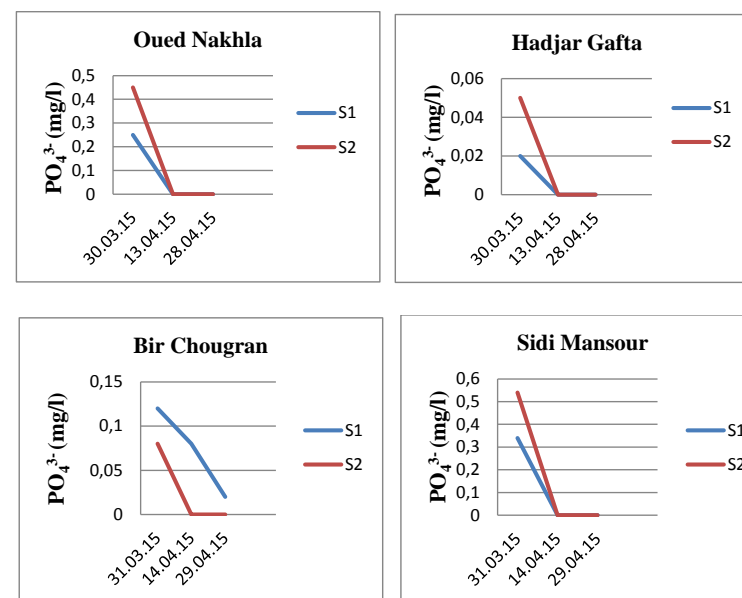 Oued Nakhla
PO₄³⁻ (mg/l)
0,5
0,4
0,3
0,2
0,1
0
30.03.15
13.04.15
28.04.15
S1
S2
Hadjar Gafta
PO₄³⁻ (mg/l)
0,06
0,04
0,02
0
30.03.15
13.04.15
28.04.15
S1
S2
Bir Chougran
PO₄³⁻ (mg/l)
0,15
0,1
0,05
0
31.03.15
14.04.15
29.04.15
S1
S2
Sidi Mansour
PO₄³⁻ (mg/l)
0,6
0,5
0,4
0,3
0,2
0,1
0
31.03.15
14.04.15
29.04.15
S1
S2